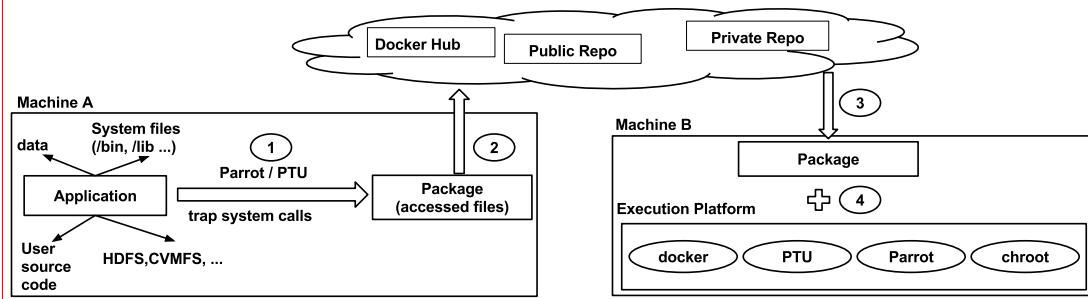 Docker Hub
Public Repo
Private Repo
3
Machine A
System files
(/bin, /lib ...)
data
1
2
Parrot / PTU
Application
trap system calls
Package
(accessed files)
User
source
code
HDFS,CVMFS, ...
Machine B
Package
4
Execution Platform
docker
PTU
Parrot
chroot